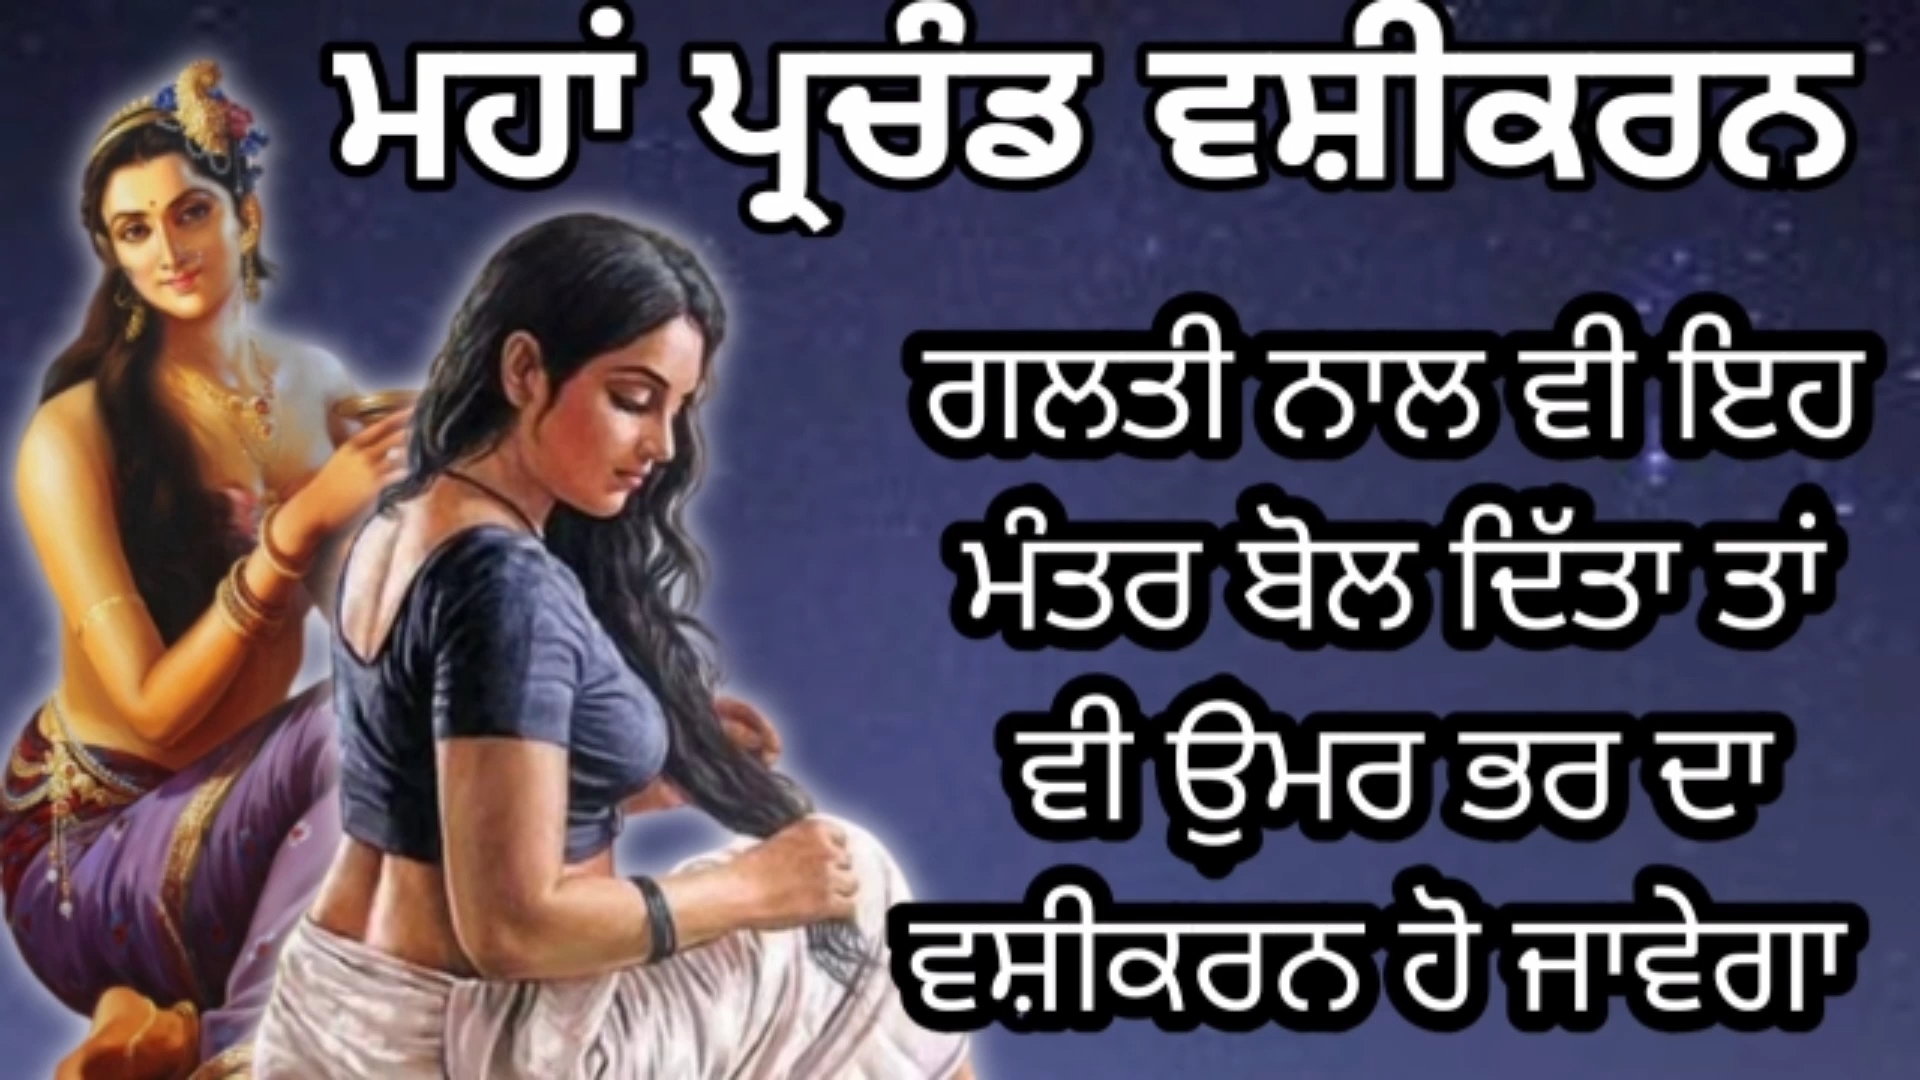 ਮਹਾਂ ਪ੍ਰਚੰਡ ਵਸ਼ੀਕਰਨ
ਗਲਤੀ ਨਾਲ ਵੀ ਇਹ
ਮੰਤਰ ਬੋਲ ਦਿੱਤਾ ਤਾਂ
ਵੀ ਉਮਰ ਭਰ ਦਾ
ਵਸ਼ੀਕਰਨ ਹੋ ਜਾਵੇਗਾ